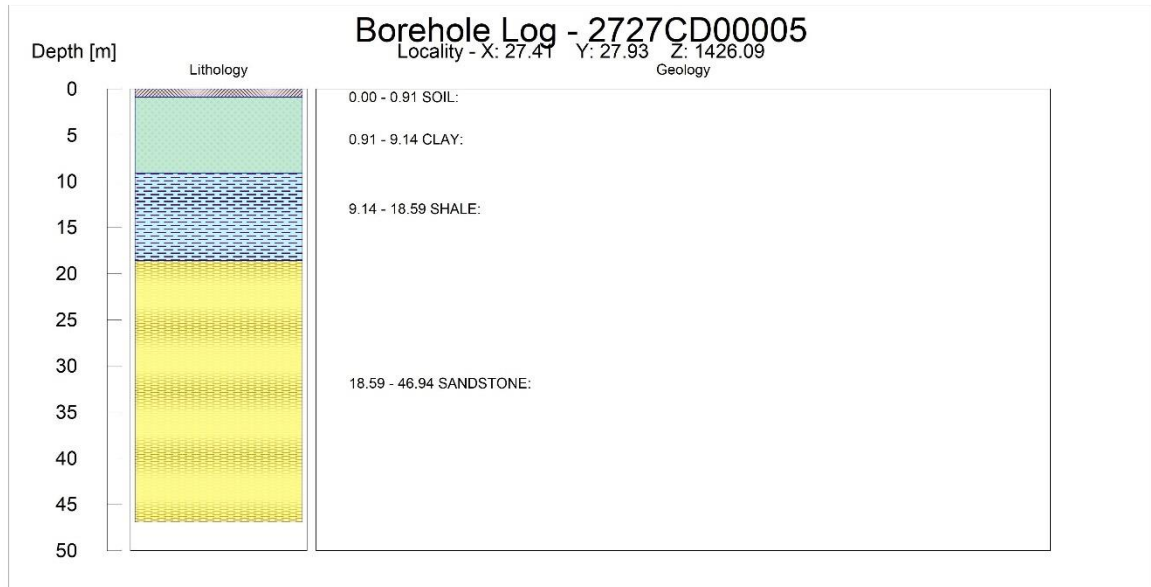 Borehole Log - 2727CD00005
Locality - X: 27.41 Y: 27.93 Z: 1426.09
Depth [m]
Lithology
Geology
0
5
10
15
20
25
30
35
40
45
50
0.00 - 0.91 SOIL:
0.91 - 9.14 CLAY:
9.14 - 18.59 SHALE:
18.59 - 46.94 SANDSTONE: